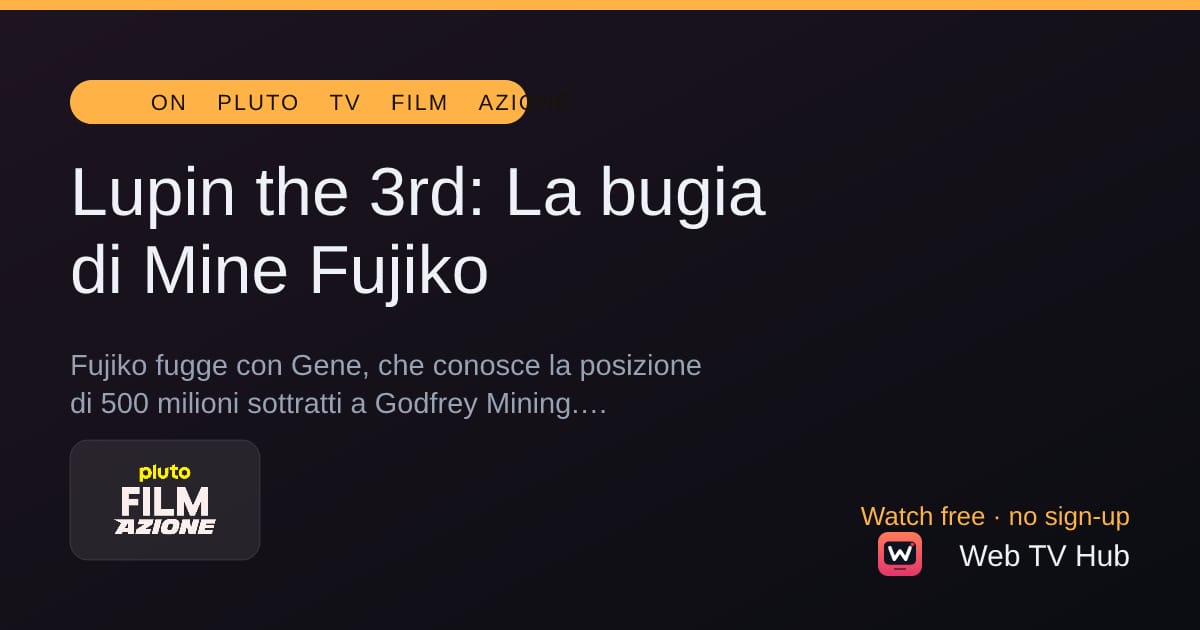 ON PLUTO TV FILM AZIONE
Lupin the 3rd: La bugia
di Mine Fujiko
Fujiko fugge con Gene, che conosce la posizione
di 500 milioni sottratti a Godfrey Mining.…
pluto
FILM
AZIONE
Watch free · no sign-up
W
Web TV Hub